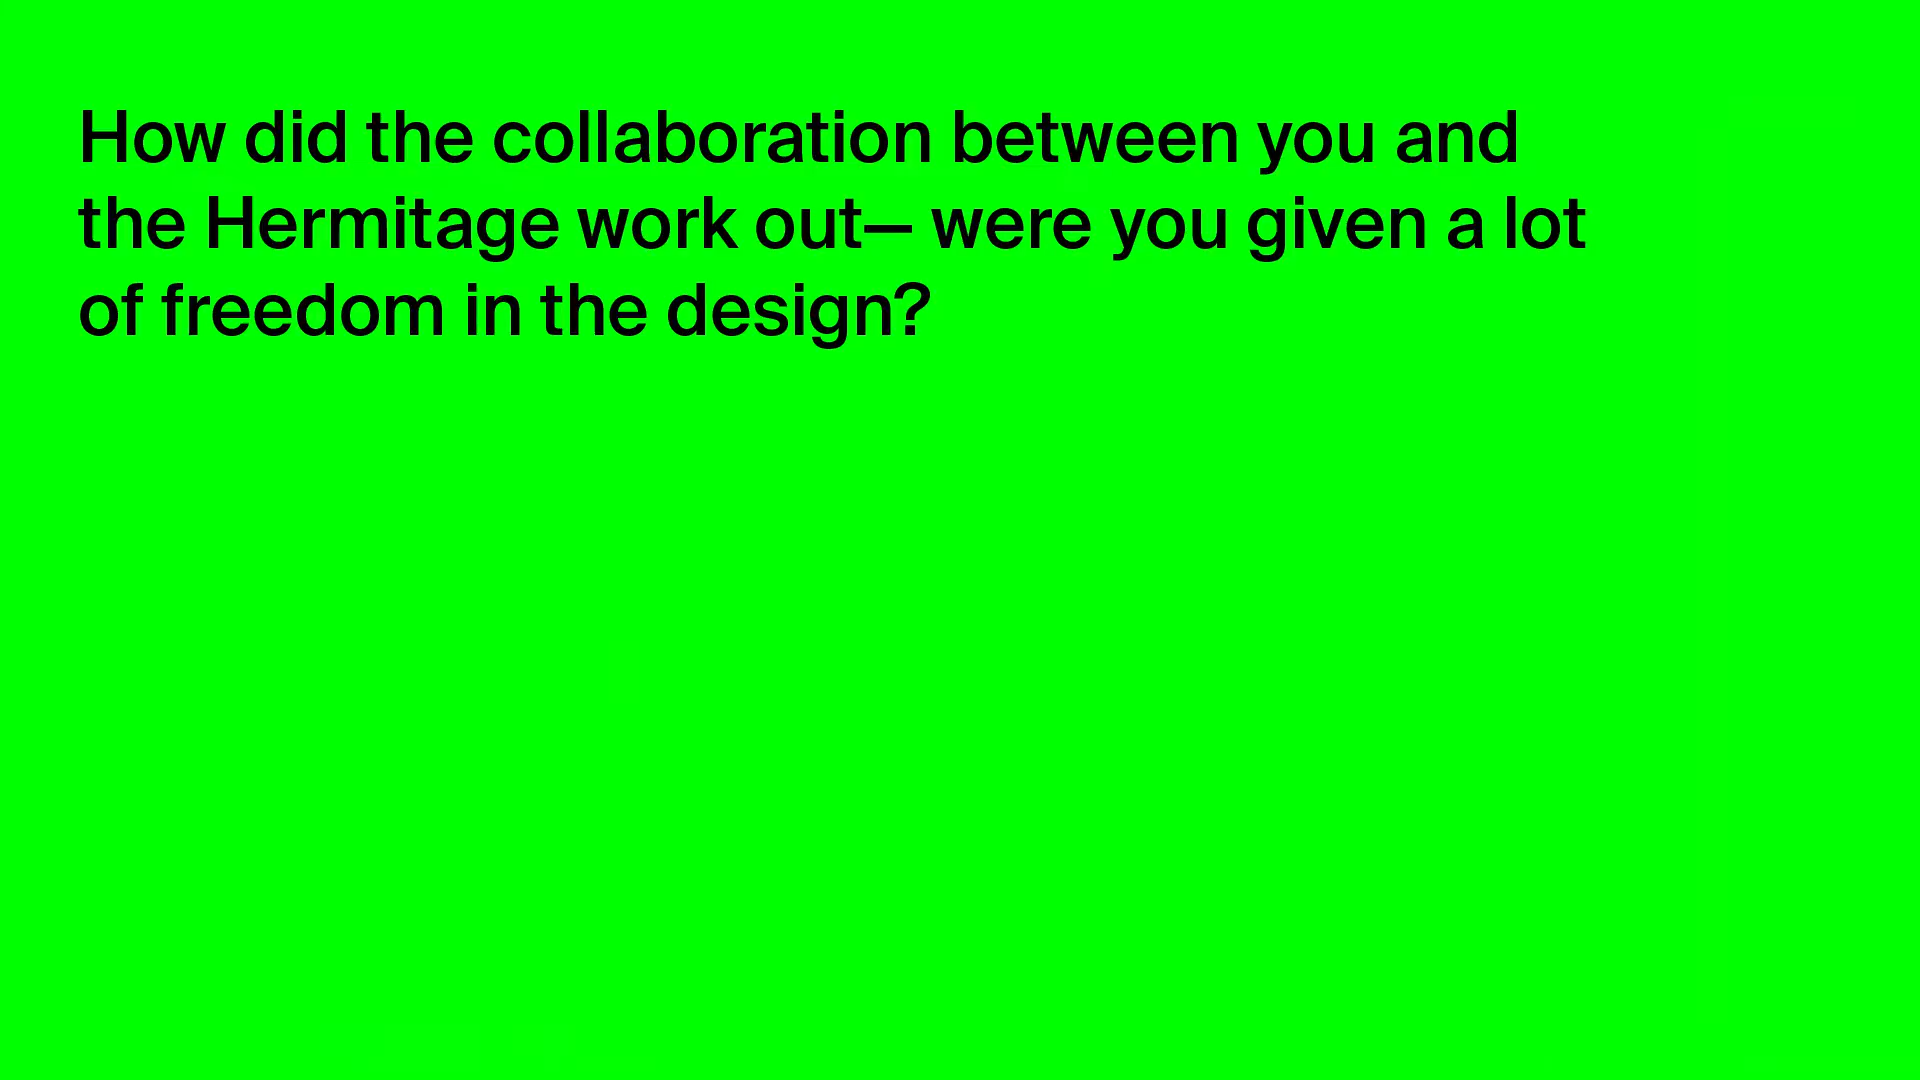 How did the collaboration between you and
the Hermitage work out— were you given a lot
of freedom in the design?